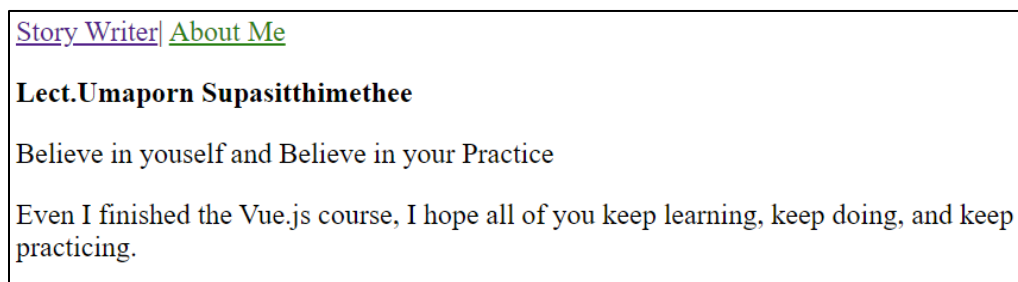 Story Writer| About Me
Lect.Umaporn Supasitthimethee
Believe in youself and Believe in your Practice
Even I finished the Vue.js course, I hope all of you keep learning, keep doing, and keep
practicing.